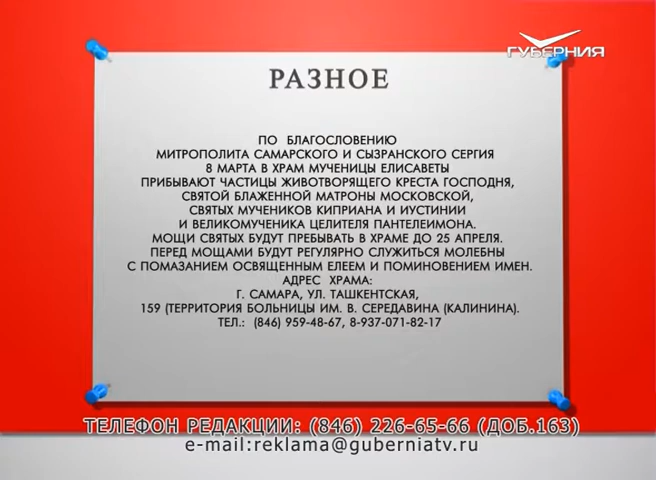 ГУБЕРНИЯ
РАЗНОЕ
ПО БЛАГОСЛОВЕНИЮ
МИТРОПОЛИТА САМАРСКОГО И СЫЗРАНСКОГО СЕРГИЯ
8 МАРТА В ХРАМ МУЧЕНИЦЫ ЕЛИСАВЕТЫ
ПРИБЫВАЮТ ЧАСТИЦЫ ЖИВОТВОРЯЩЕГО КРЕСТА ГОСПОДНЯ,
СВЯТОЙ БЛАЖЕННОЙ МАТРОНЫ МОСКОВСКОЙ,
СВЯТЫХ МУЧЕНИКОВ КИПРИАНА И ИУСТИНИИ
И ВЕЛИКОМУЧЕНИКА ЦЕЛИТЕЛЯ ПАНТЕЛЕИМОНА.
МОЩИ СВЯТЫХ БУДУТ ПРЕБЫВАТЬ В ХРАМЕ ДО 25 АПРЕЛЯ.
ПЕРЕД МОЩАМИ БУДУТ РЕГУЛЯРНО СЛУЖИТЬСЯ МОЛЕБНЫ
С ПОМАЗАНИЕМ ОСВЯЩЕННЫМ ЕЛЕЕМ И ПОМИНОВЕНИЕМ ИМЕН.
АДРЕС ХРАМА:
Г. САМАРА, УЛ. ТАШКЕНТСКАЯ,
159 (ТЕРРИТОРИЯ БОЛЬНИЦЫ ИМ. В. СЕРЕДАВИНА (КАЛИНИНА).
ТЕЛ.: (846) 959-48-67, 8-937-071-82-17
ТЕЛЕФОН РЕДАКЦИИ: (846) 226-65-66 (ДОБ.163)
e-mail:reklama@guberniatv.ru